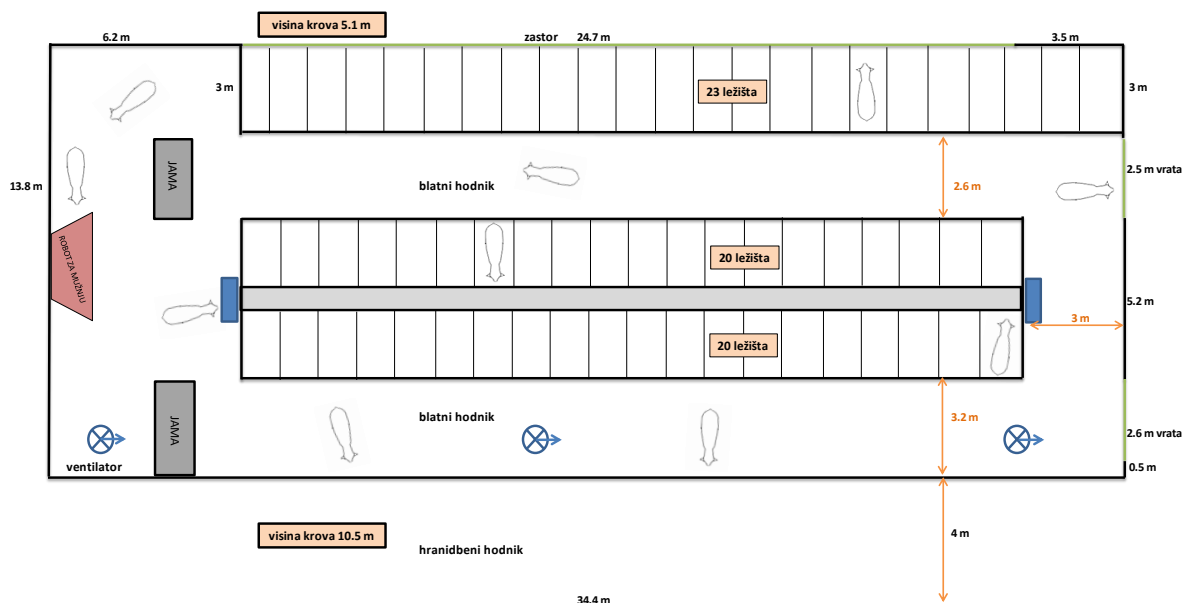 visina krova 5.1 m
6.2 m
zastor
24.7 m
3.5 m
3 m
23 ležišta
3 m
JAMA
13.8 m
blatni hodnik
2.6 m
2.5 m vrata
ROBOT ZA MUŽNJU
20 ležišta
5.2 m
3 m
20 ležišta
JAMA
blatni hodnik
3.2 m
2.6 m vrata
ventilator
0.5 m
visina krova 10.5 m
hranidbeni hodnik
4 m
34.4 m